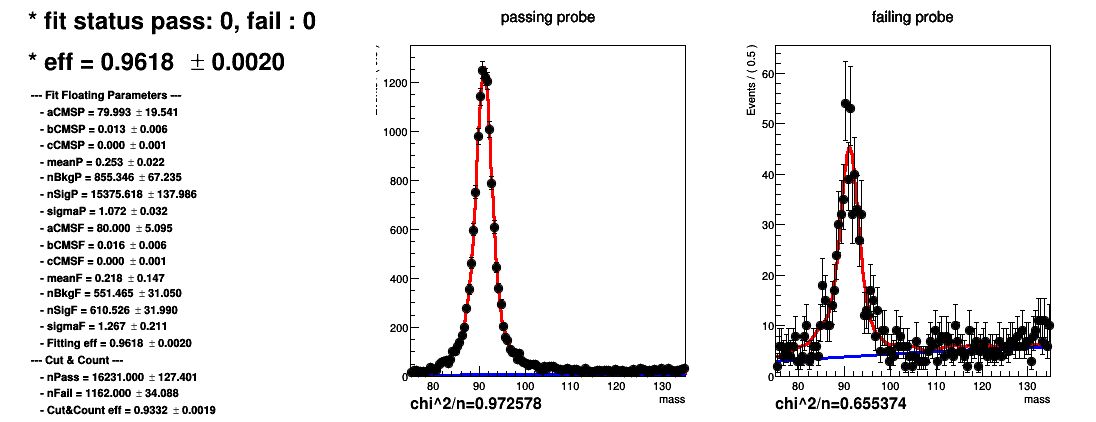 * fit status pass: 0, fail : 0
* eff = 0.9618 ± 0.0020
--- Fit Floating Parameters ---
- aCMSP = 79.993 ± 19.541
- bCMSP = 0.013 ± 0.006
- cCMSP = 0.000 ± 0.001
- meanP = 0.253 ± 0.022
- nBkgP = 855.346 ± 67.235
- nSigP = 15375.618 ± 137.986
- sigmaP = 1.072 ± 0.032
- aCMSF = 80.000 ± 5.095
- bCMSF = 0.016 ± 0.006
- cCMSF = 0.000 ± 0.001
- meanF = 0.218 ± 0.147
- nBkgF = 551.465 ± 31.050
- nSigF = 610.526 ± 31.990
- sigmaF = 1.267 ± 0.211
- Fitting eff = 0.9618 ± 0.0020
--- Cut & Count ---
- nPass = 16231.000 ± 127.401
- nFail = 1162.000 ± 34.088
- Cut&Count eff = 0.9332 ± 0.0019
passing probe
1200
1000
800
600
400
200
0
80 90 100 110 120 130
mass
chi^2/n=0.972578
failing probe
Events / ( 0.5 )
60
50
40
30
20
10
0
80 90 100 110 120 130
mass
chi^2/n=0.655374